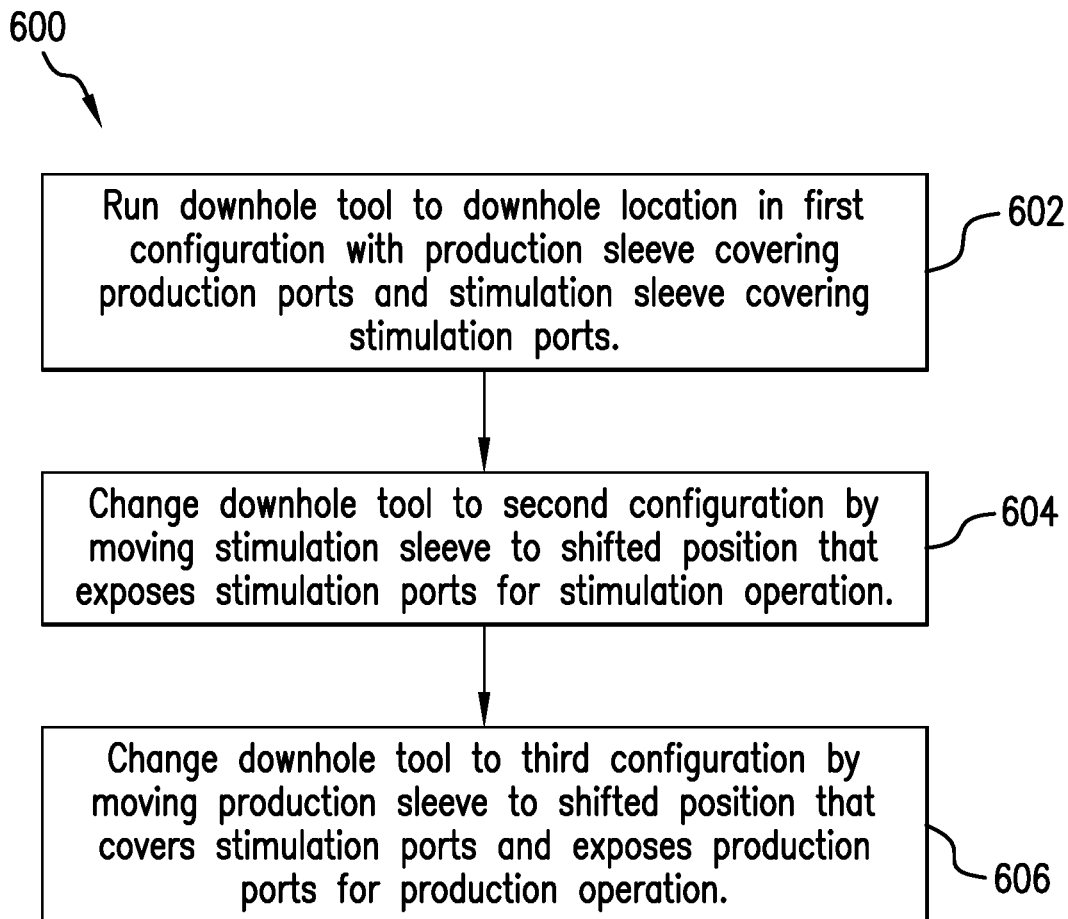 600
Run downhole tool to downhole location in first
configuration with production sleeve covering
production ports and stimulation sleeve covering
stimulation ports.
602
Change downhole tool to second configuration by
moving stimulation sleeve to shifted position that
exposes stimulation ports for stimulation operation.
604
Change downhole tool to third configuration by
moving production sleeve to shifted position that
covers stimulation ports and exposes production
ports for production operation.
606